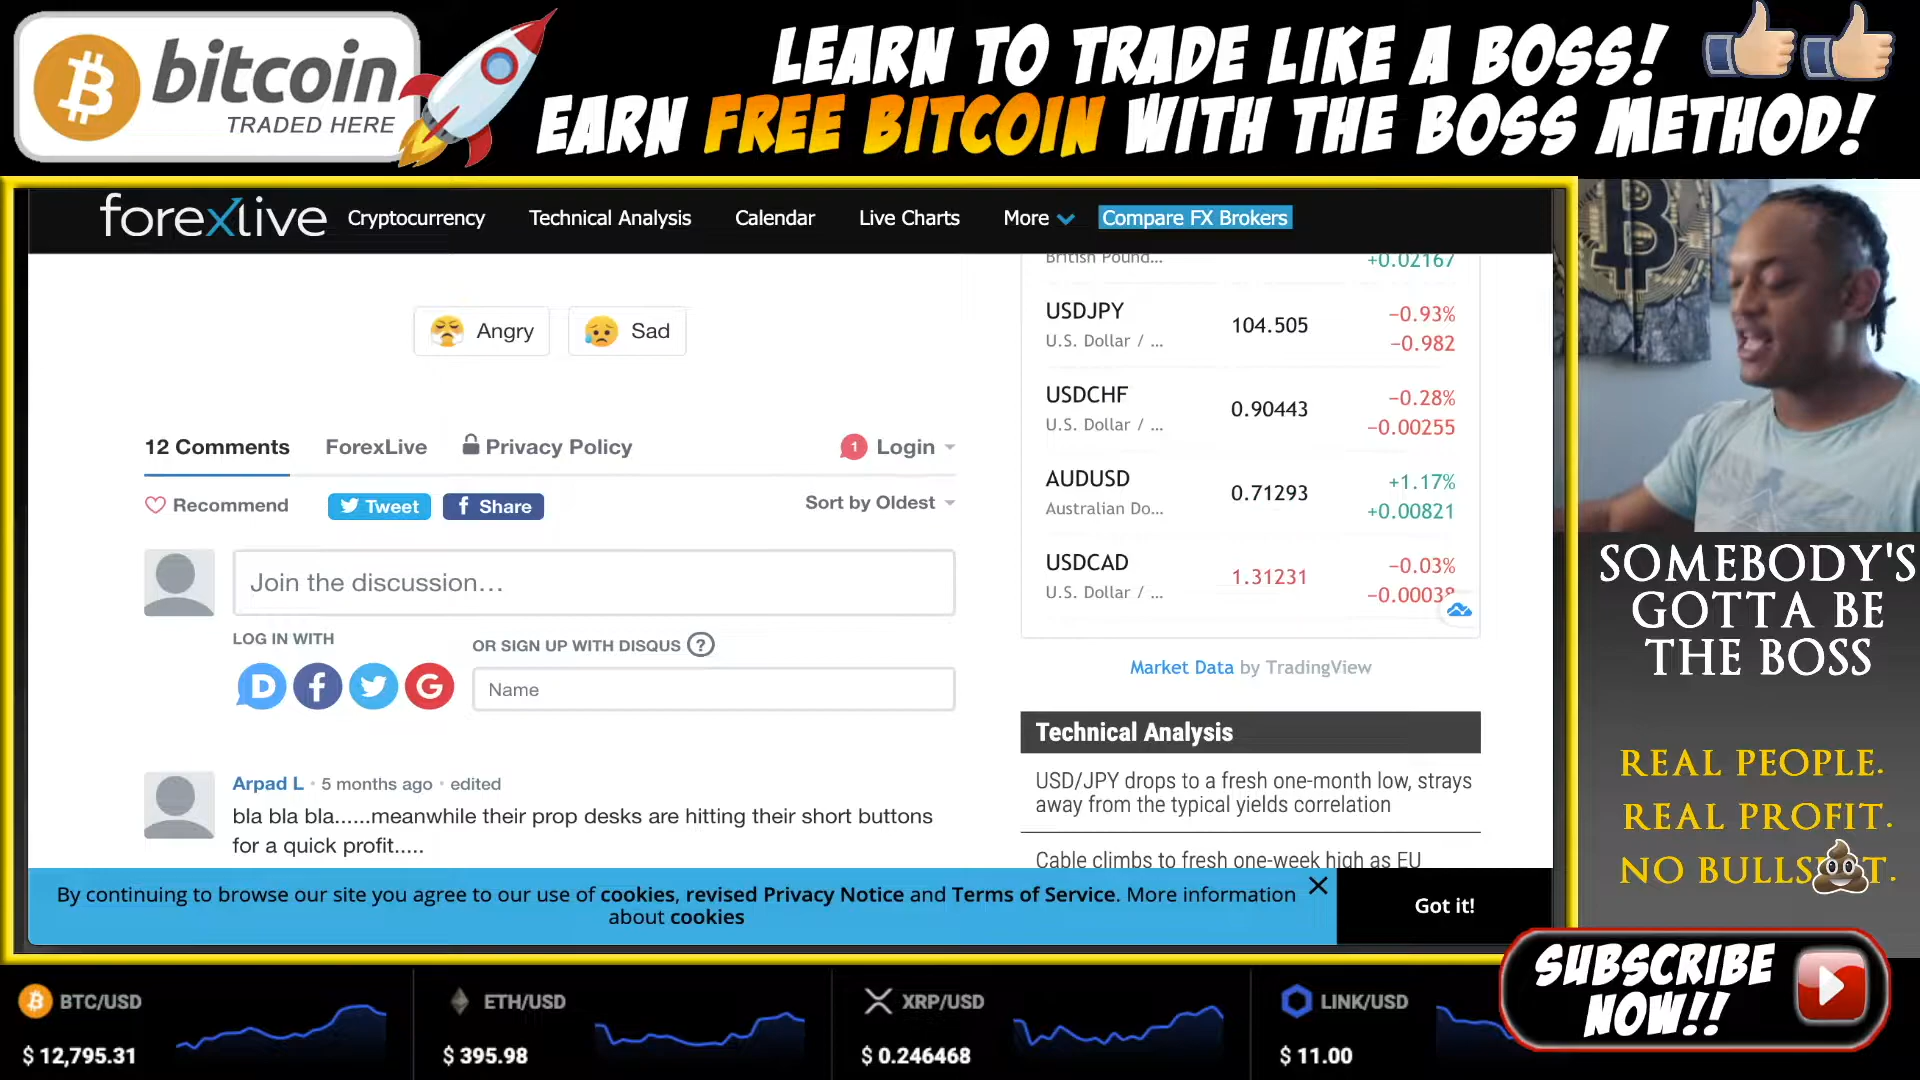 bitcoin
TRADED HERE
LEARN TO TRADE LIKE A BOSS!
EARN FREE BITCOIN WITH THE BOSS METHOD!
forexlive
Cryptocurrency
Technical Analysis
Calendar
Live Charts
More
Compare FX Brokers
Angry
Sad
12 Comments
ForexLive
Privacy Policy
1
Login
Recommend
Tweet
Share
Sort by Oldest
Join the discussion…
LOG IN WITH
OR SIGN UP WITH DISQUS ?
D
f
G
Name
Arpad L · 5 months ago · edited
bla bla bla......meanwhile their prop desks are hitting their short buttons
for a quick profit.....
British Pound...
+0.02167
USDJPY
U.S. Dollar / ...
104.505
−0.93%
−0.982
USDCHF
U.S. Dollar / ...
0.90443
−0.28%
−0.00255
AUDUSD
Australian Do...
0.71293
+1.17%
+0.00821
USDCAD
U.S. Dollar / ...
1.31231
−0.03%
−0.00038
Market Data by TradingView
Technical Analysis
USD/JPY drops to a fresh one-month low, strays
away from the typical yields correlation
Cable climbs to fresh one-week high as EU
By continuing to browse our site you agree to our use of cookies, revised Privacy Notice and Terms of Service. More information
about cookies
Got it!
SOMEBODY'S
GOTTA BE
THE BOSS
REAL PEOPLE.
REAL PROFIT.
NO BULLS💩T.
SUBSCRIBE
NOW!!
BTC/USD
$ 12,795.31
ETH/USD
$ 395.98
XRP/USD
$ 0.246468
LINK/USD
$ 11.00